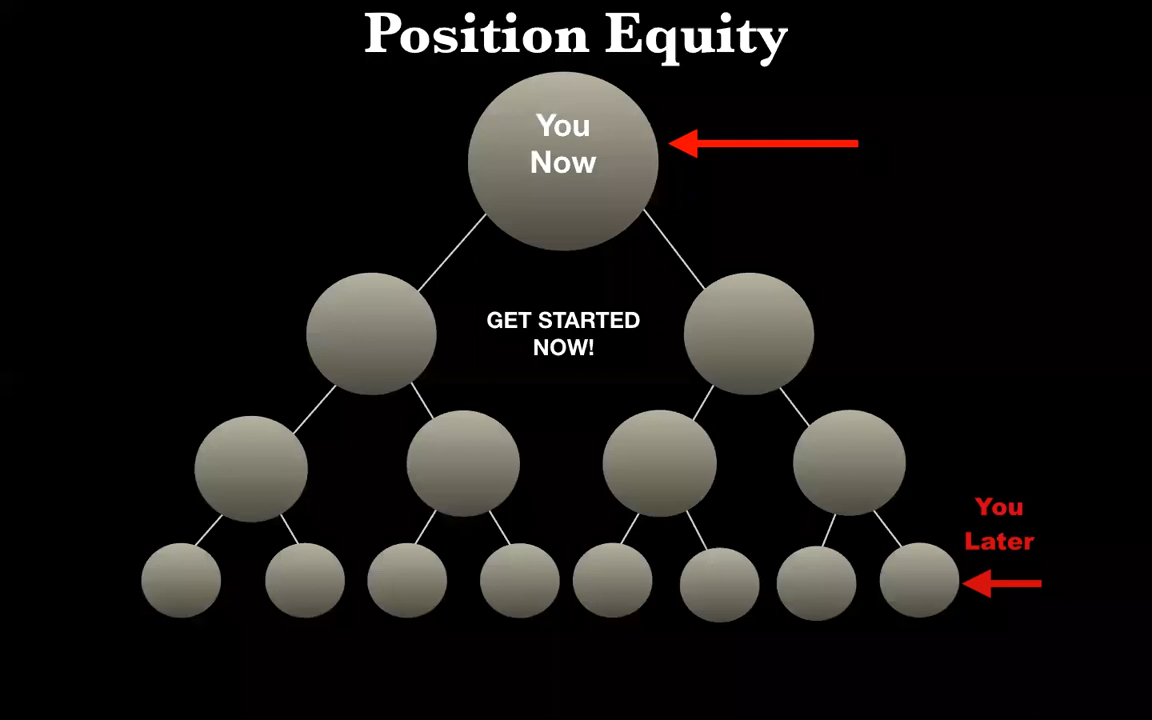 Position Equity
You
Now
GET STARTED
NOW!
You
Later